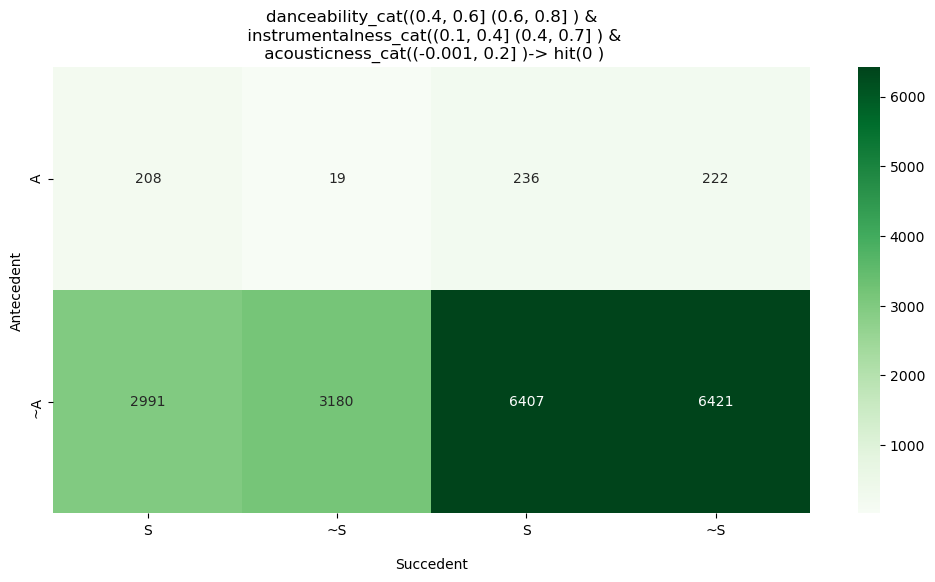 danceability_cat((0.4, 0.6] (0.6, 0.8] ) &
instrumentalness_cat((0.1, 0.4] (0.4, 0.7] ) &
acousticness_cat((-0.001, 0.2] )-> hit(0 )
Antecedent
A
208 19 236 222
~A
2991 3180 6407 6421
S ~S S ~S
Succedent
6000
5000
4000
3000
2000
1000